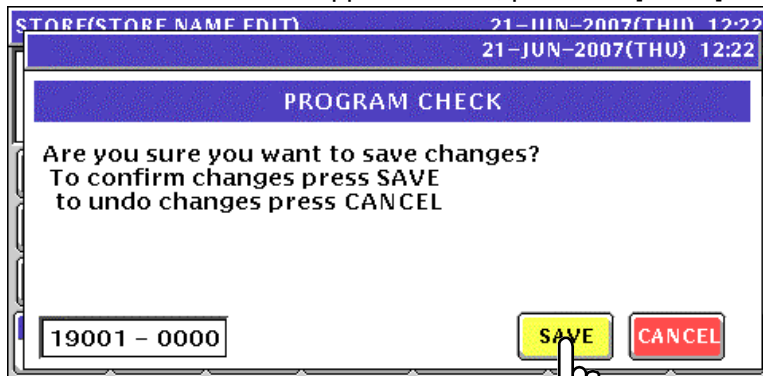 STORE(STORE NAME EDIT) 21-JUN-2007(THU) 12:22
21-JUN-2007(THU) 12:22
PROGRAM CHECK
Are you sure you want to save changes?
To confirm changes press SAVE
to undo changes press CANCEL
19001 - 0000
SAVE CANCEL